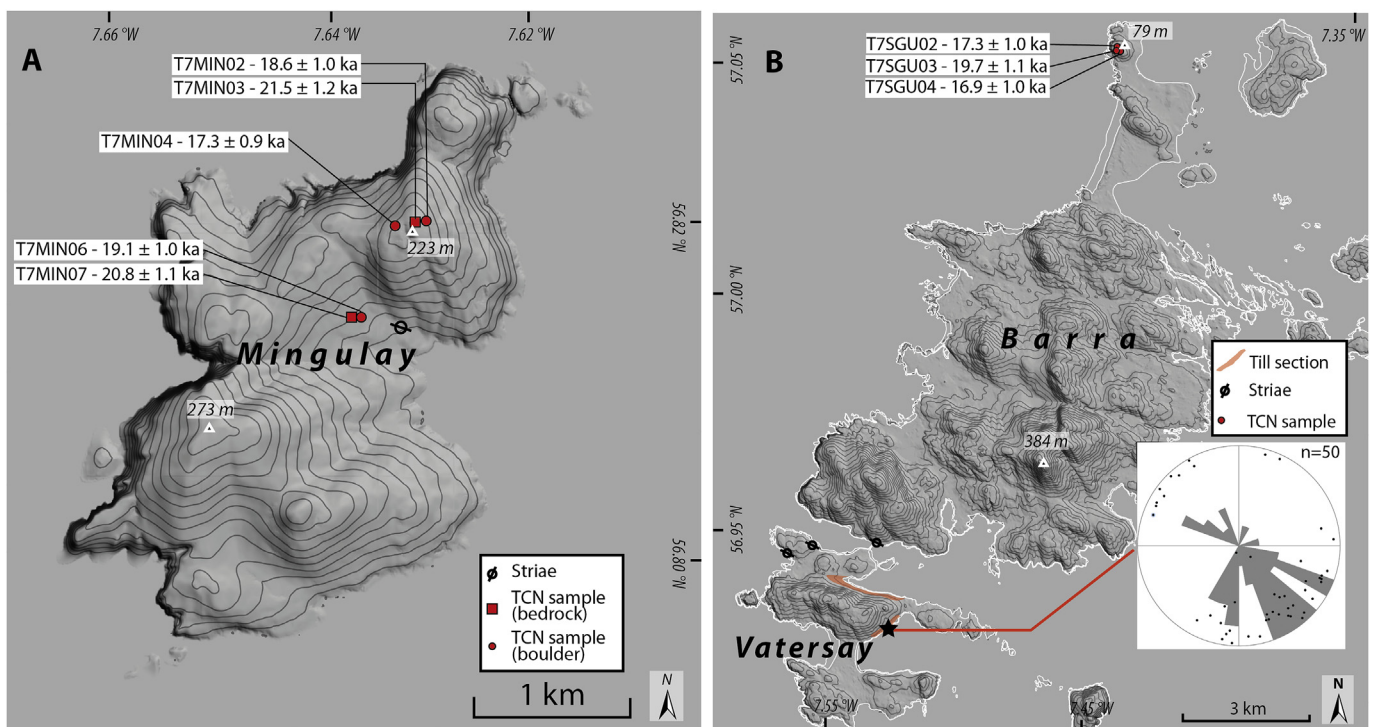 A
7.66 °W
7.64 °W
7.62 °W
T7MIN02 - 18.6 ± 1.0 ka
T7MIN03 - 21.5 ± 1.2 ka
T7MIN04 - 17.3 ± 0.9 ka
T7MIN06 - 19.1 ± 1.0 ka
T7MIN07 - 20.8 ± 1.1 ka
223 m
56.82 °N
Mingulay
273 m
56.80 °N
Striae
TCN sample
(bedrock)
TCN sample
(boulder)
1 km
N
B
57.05 °N
79 m
7.35 °W
T7SGU02 - 17.3 ± 1.0 ka
T7SGU03 - 19.7 ± 1.1 ka
T7SGU04 - 16.9 ± 1.0 ka
57.00 °N
Barra
Till section
Striae
TCN sample
384 m
n=50
56.95 °N
Vatersay
7.55 °W
7.45 °W
3 km
N